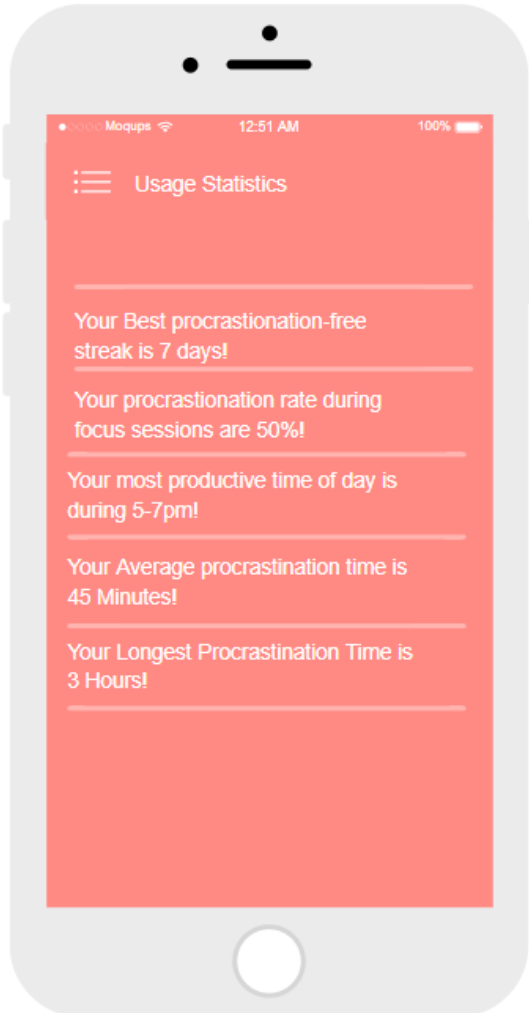 Moqups 12:51 AM 100%
Usage Statistics
Your Best procrastionation-free
streak is 7 days!
Your procrastionation rate during
focus sessions are 50%!
Your most productive time of day is
during 5-7pm!
Your Average procrastination time is
45 Minutes!
Your Longest Procrastination Time is
3 Hours!